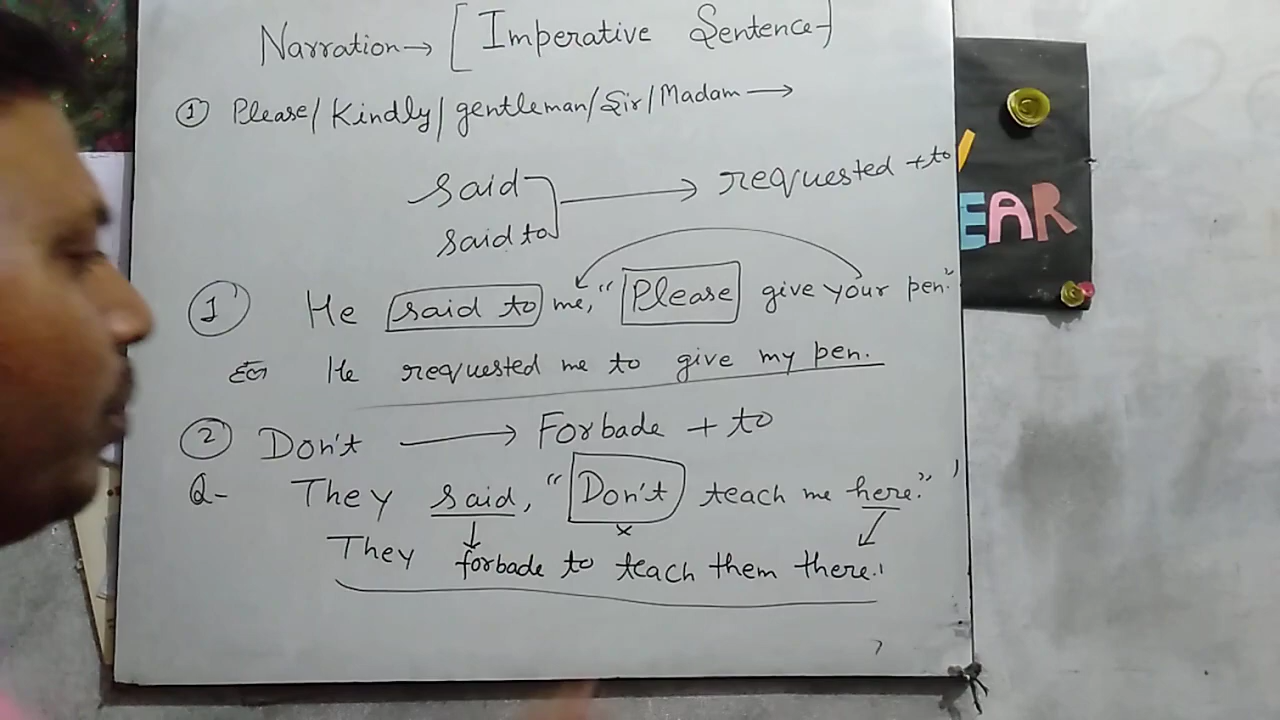 Narration → [Imperative Sentence]
① Please/Kindly/gentleman/Sir/Madam →
said
said to
→ requested + to
① He said to me, "Please give your pen."
He requested me to give my pen.
② Don't → Forbade + to
Q- They said, "Don't teach me here."
They forbade to teach them there.
EAR